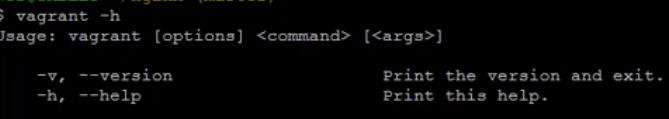 $ vagrant -h
Usage: vagrant [options] <command> [<args>]
-v, --version Print the version and exit.
-h, --help Print this help.